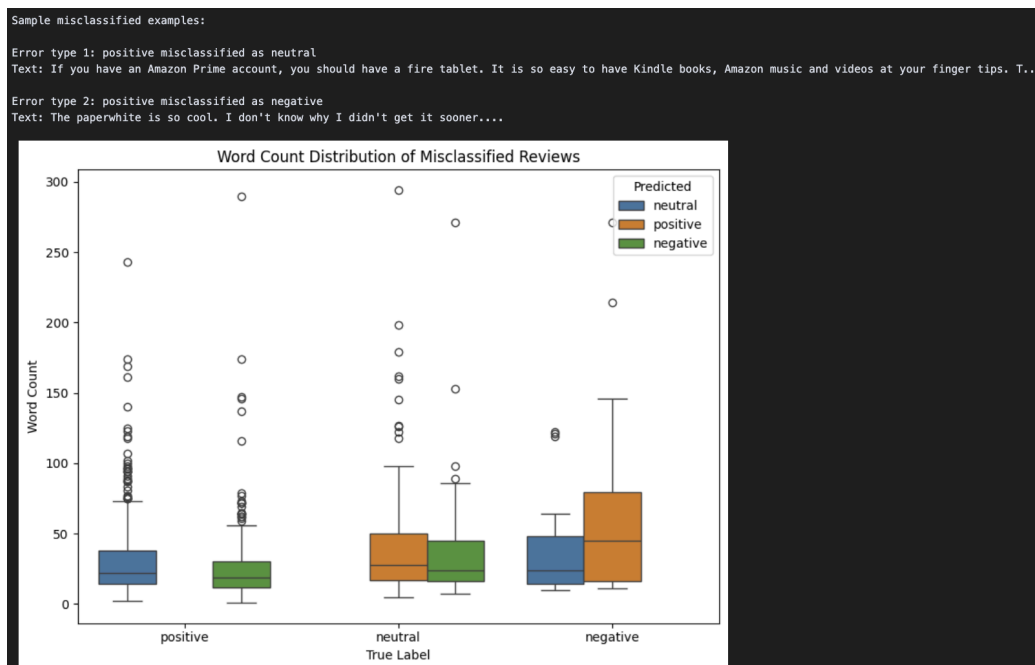 Sample misclassified examples:
Error type 1: positive misclassified as neutral
Text: If you have an Amazon Prime account, you should have a fire tablet. It is so easy to have Kindle books, Amazon music and videos at your finger tips. T..
Error type 2: positive misclassified as negative
Text: The paperwhite is so cool. I don't know why I didn't get it sooner....
Word Count Distribution of Misclassified Reviews
Predicted
neutral
positive
negative
300
250
200
150
100
50
0
Word Count
positive
neutral
negative
True Label